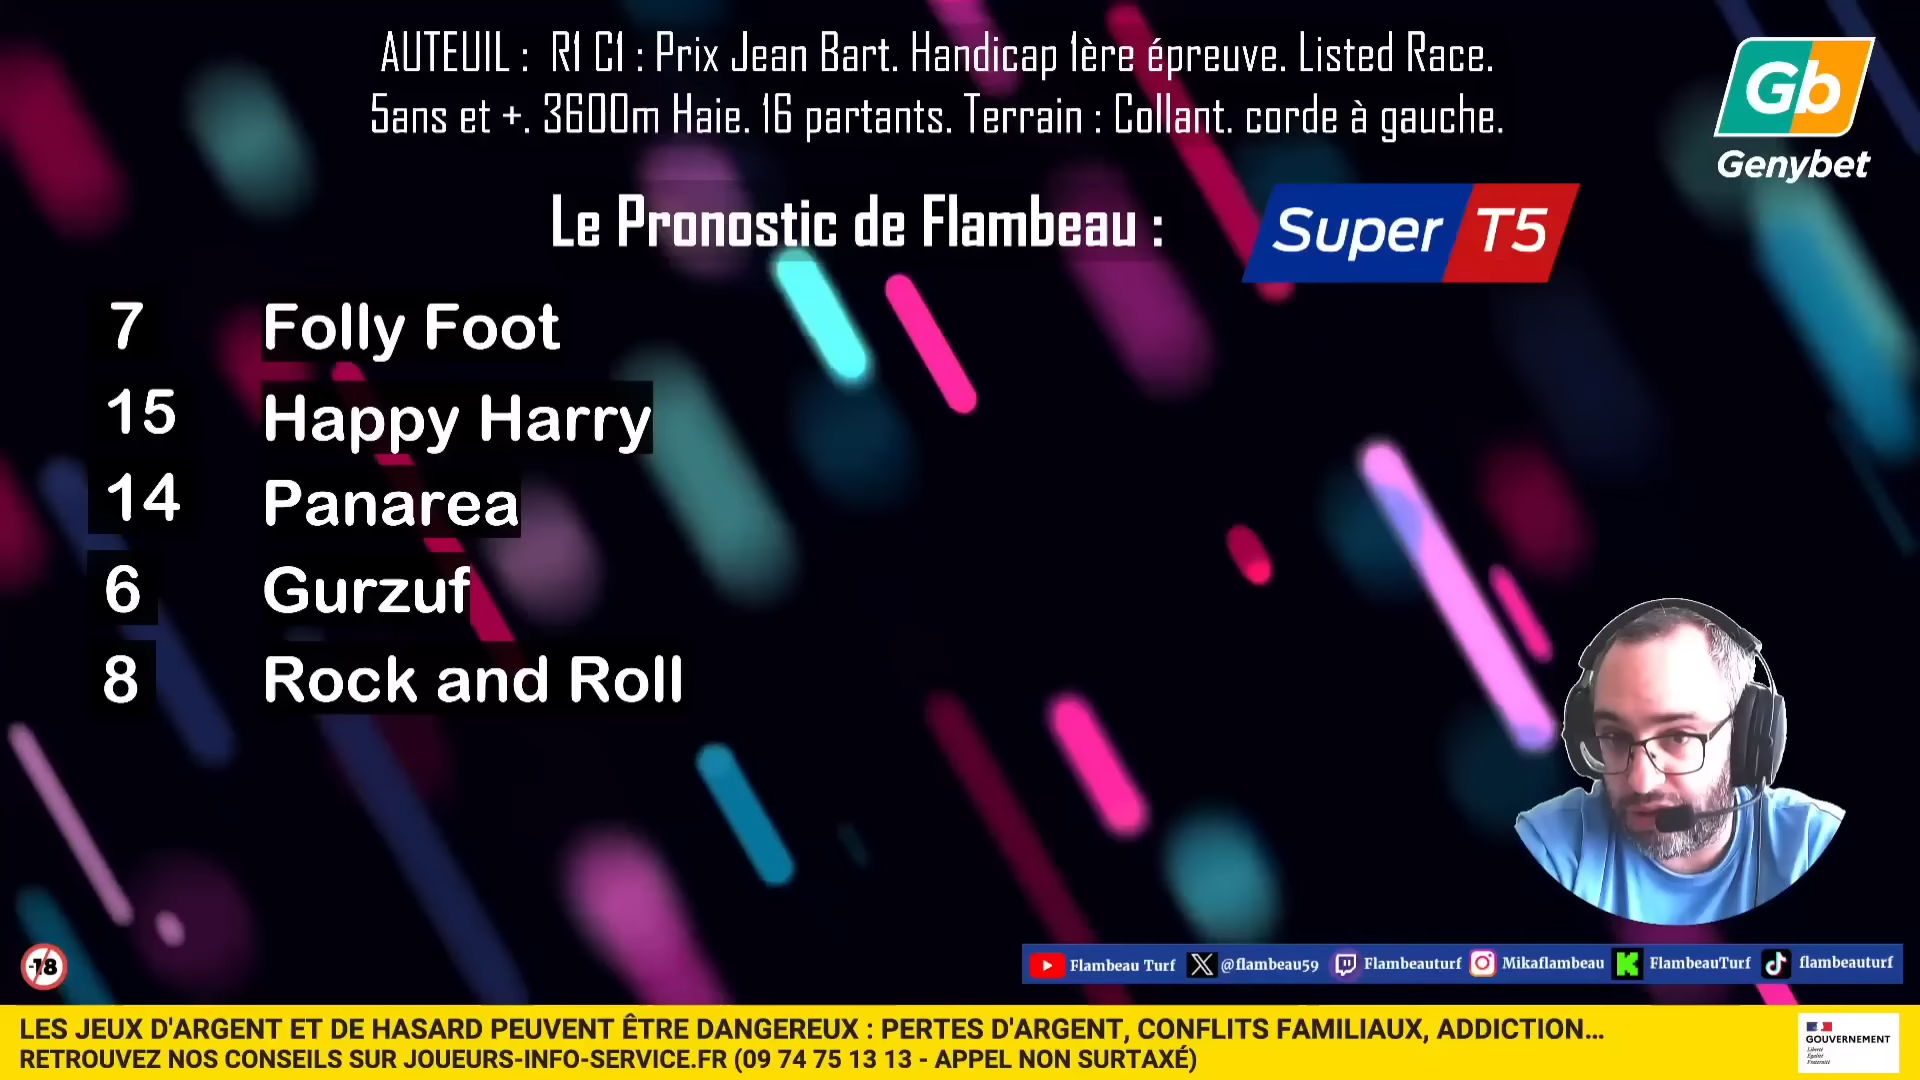 AUTEUIL : R1 C1 : Prix Jean Bart. Handicap 1ère épreuve. Listed Race.
5ans et +. 3600m Haie. 16 partants. Terrain : Collant. corde à gauche.
Gb
Genybet
Le Pronostic de Flambeau :
Super T5
7 Folly Foot
15 Happy Harry
14 Panarea
6 Gurzuf
8 Rock and Roll
-18
Flambeau Turf @flambeau59 Flambeauturf Mikaflambeau FlambeauTurf flambeauturf
LES JEUX D'ARGENT ET DE HASARD PEUVENT ÊTRE DANGEREUX : PERTES D'ARGENT, CONFLITS FAMILIAUX, ADDICTION...
RETROUVEZ NOS CONSEILS SUR JOUEURS-INFO-SERVICE.FR (09 74 75 13 13 - APPEL NON SURTAXÉ)
GOUVERNEMENT
Liberté
Égalité
Fraternité